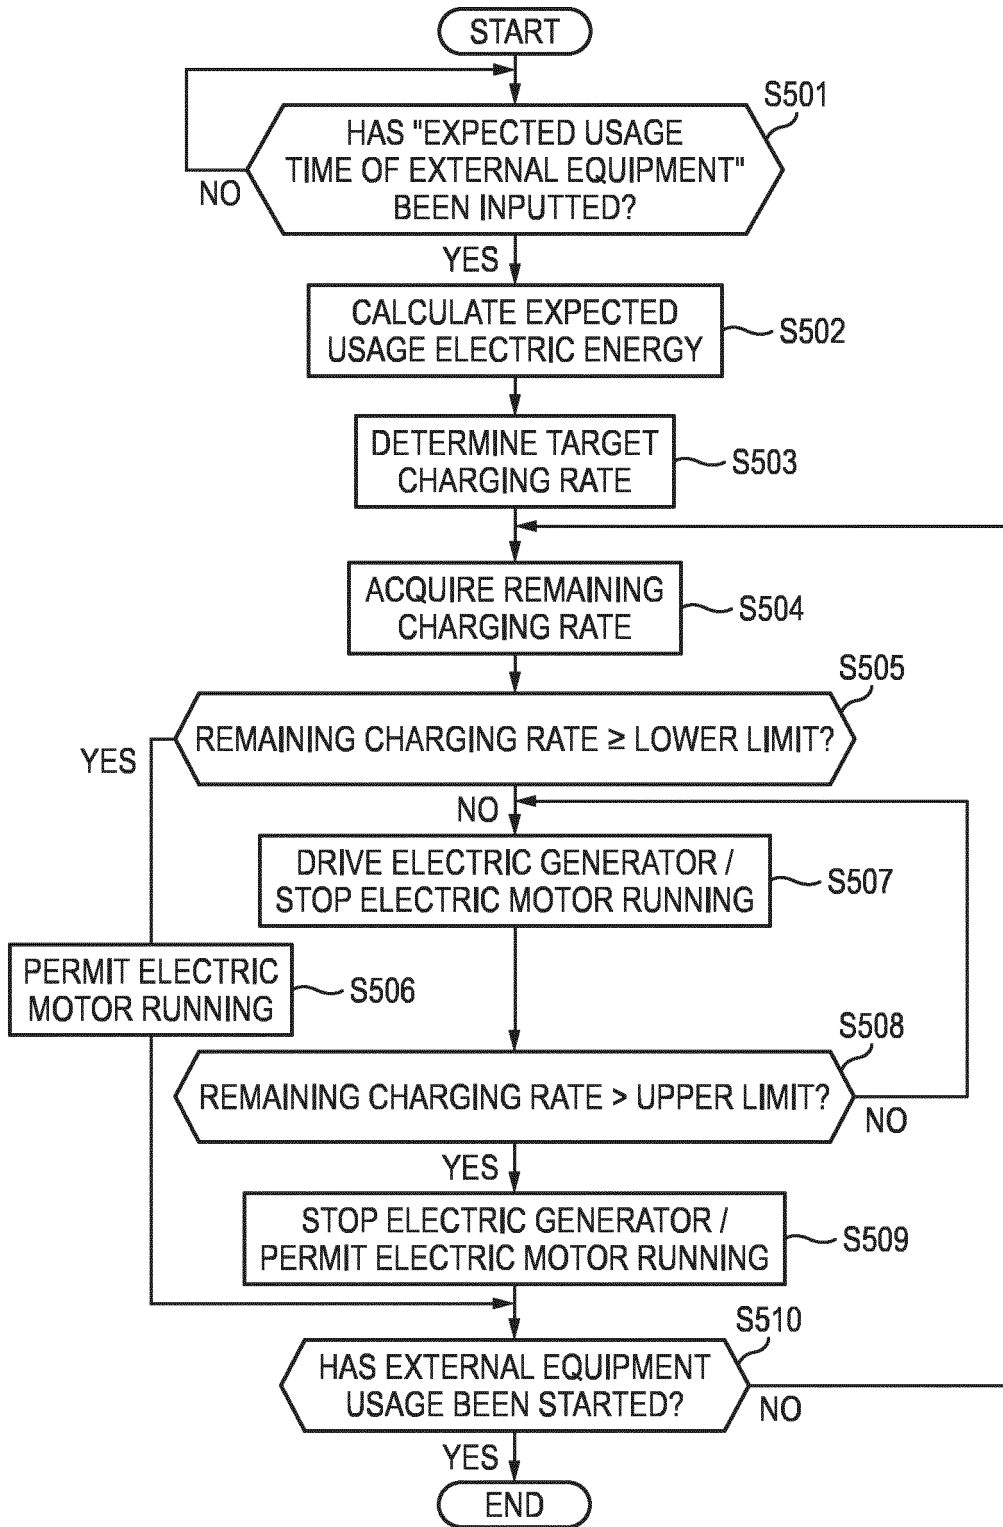 START
S501
HAS "EXPECTED USAGE
TIME OF EXTERNAL EQUIPMENT"
BEEN INPUTTED?
NO
YES
CALCULATE EXPECTED
USAGE ELECTRIC ENERGY
S502
DETERMINE TARGET
CHARGING RATE
S503
ACQUIRE REMAINING
CHARGING RATE
S504
S505
REMAINING CHARGING RATE ≥ LOWER LIMIT?
YES
NO
DRIVE ELECTRIC GENERATOR /
STOP ELECTRIC MOTOR RUNNING
S507
PERMIT ELECTRIC
MOTOR RUNNING
S506
S508
REMAINING CHARGING RATE > UPPER LIMIT?
NO
YES
STOP ELECTRIC GENERATOR /
PERMIT ELECTRIC MOTOR RUNNING
S509
S510
HAS EXTERNAL EQUIPMENT
USAGE BEEN STARTED?
NO
YES
END